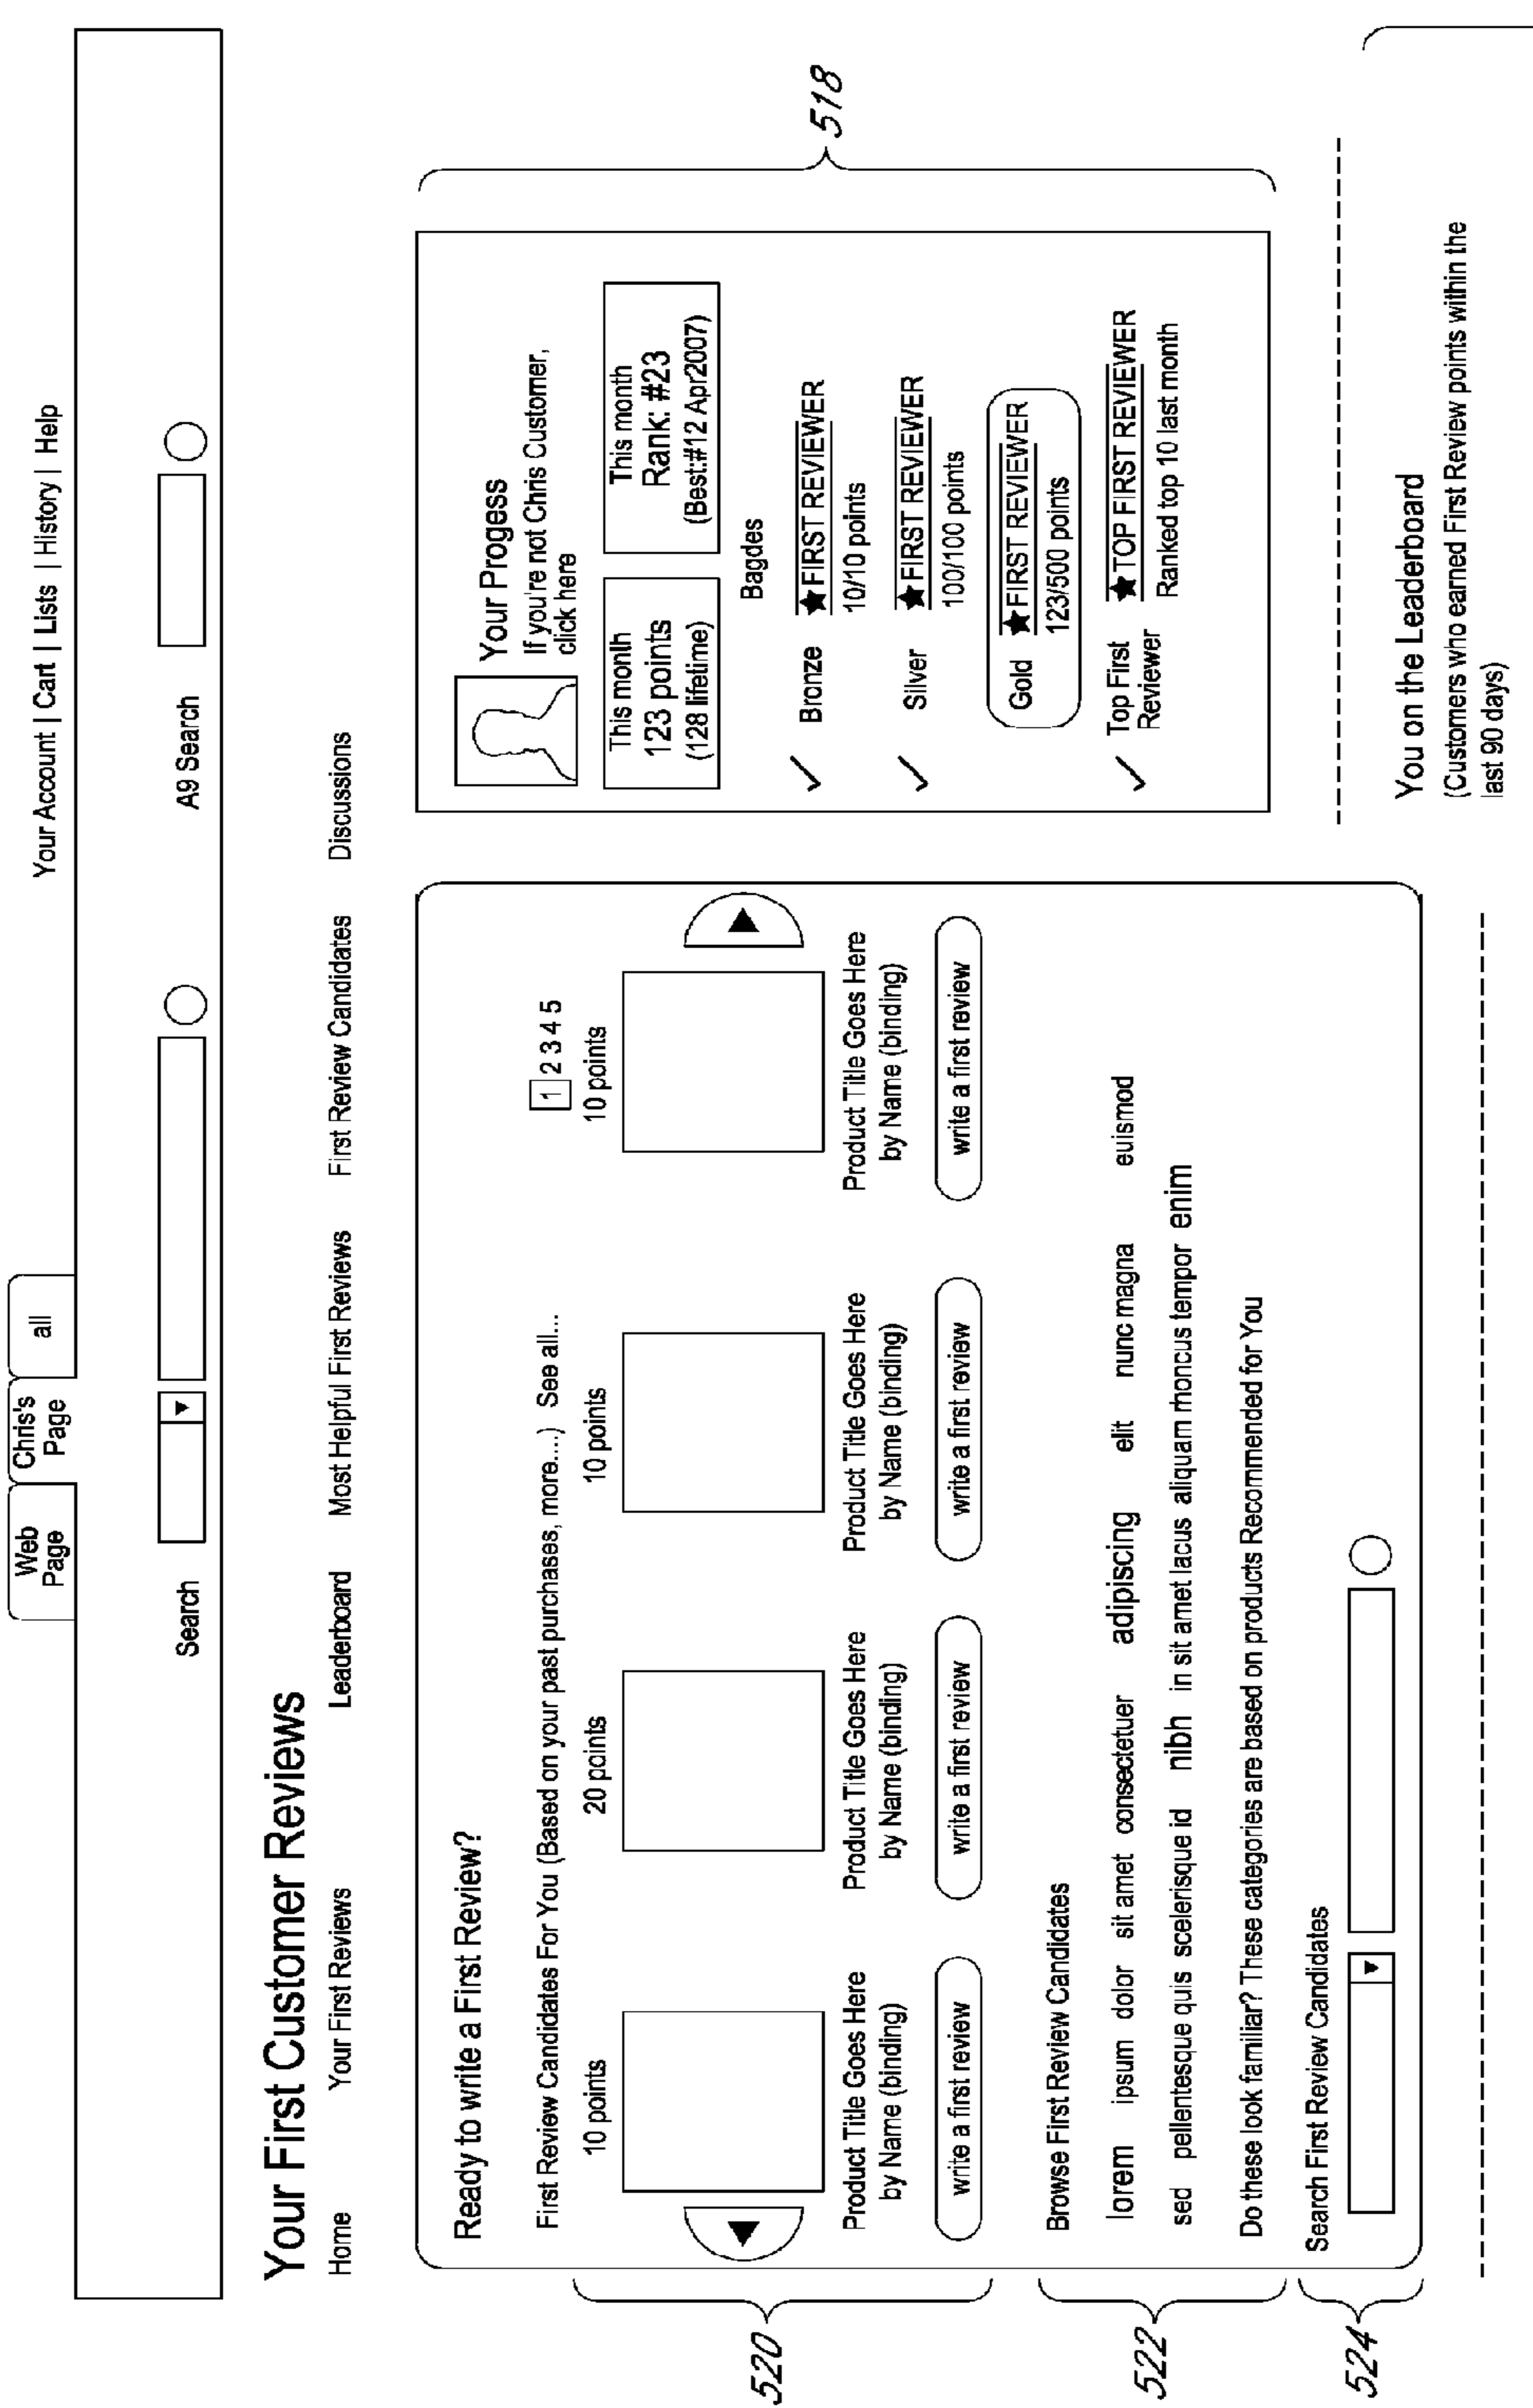 Web
Page
Chris's
Page
all
Your Account | Cart | Lists | History | Help
Search
▼
A9 Search
Your First Customer Reviews
Home Your First Reviews Leaderboard Most Helpful First Reviews First Review Candidates Discussions
Ready to write a First Review?
First Review Candidates For You (Based on your past purchases, more....) See all...
1 2 3 4 5
10 points 20 points 10 points 10 points
Product Title Goes Here
by Name (binding)
write a first review
Product Title Goes Here
by Name (binding)
write a first review
Product Title Goes Here
by Name (binding)
write a first review
Product Title Goes Here
by Name (binding)
write a first review
520
Browse First Review Candidates
lorem ipsum dolor sit amet consectetuer adipiscing elit nunc magna euismod
sed pellentesque quis scelerisque id nibh in sit amet lacus aliquam rhoncus tempor enim
Do these look familiar? These categories are based on products Recommended for You
522
Search First Review Candidates
▼
524
Your Progess
If you're not Chris Customer,
click here
This month
123 points
(128 lifetime)
This month
Rank: #23
(Best:#12 Apr2007)
Bagdes
✓ Bronze ★FIRST REVIEWER
10/10 points
✓ Silver ★FIRST REVIEWER
100/100 points
Gold ★FIRST REVIEWER
123/500 points
✓ Top First
Reviewer
★TOP FIRST REVIEWER
Ranked top 10 last month
518
You on the Leaderboard
(Customers who earned First Review points within the
last 90 days)